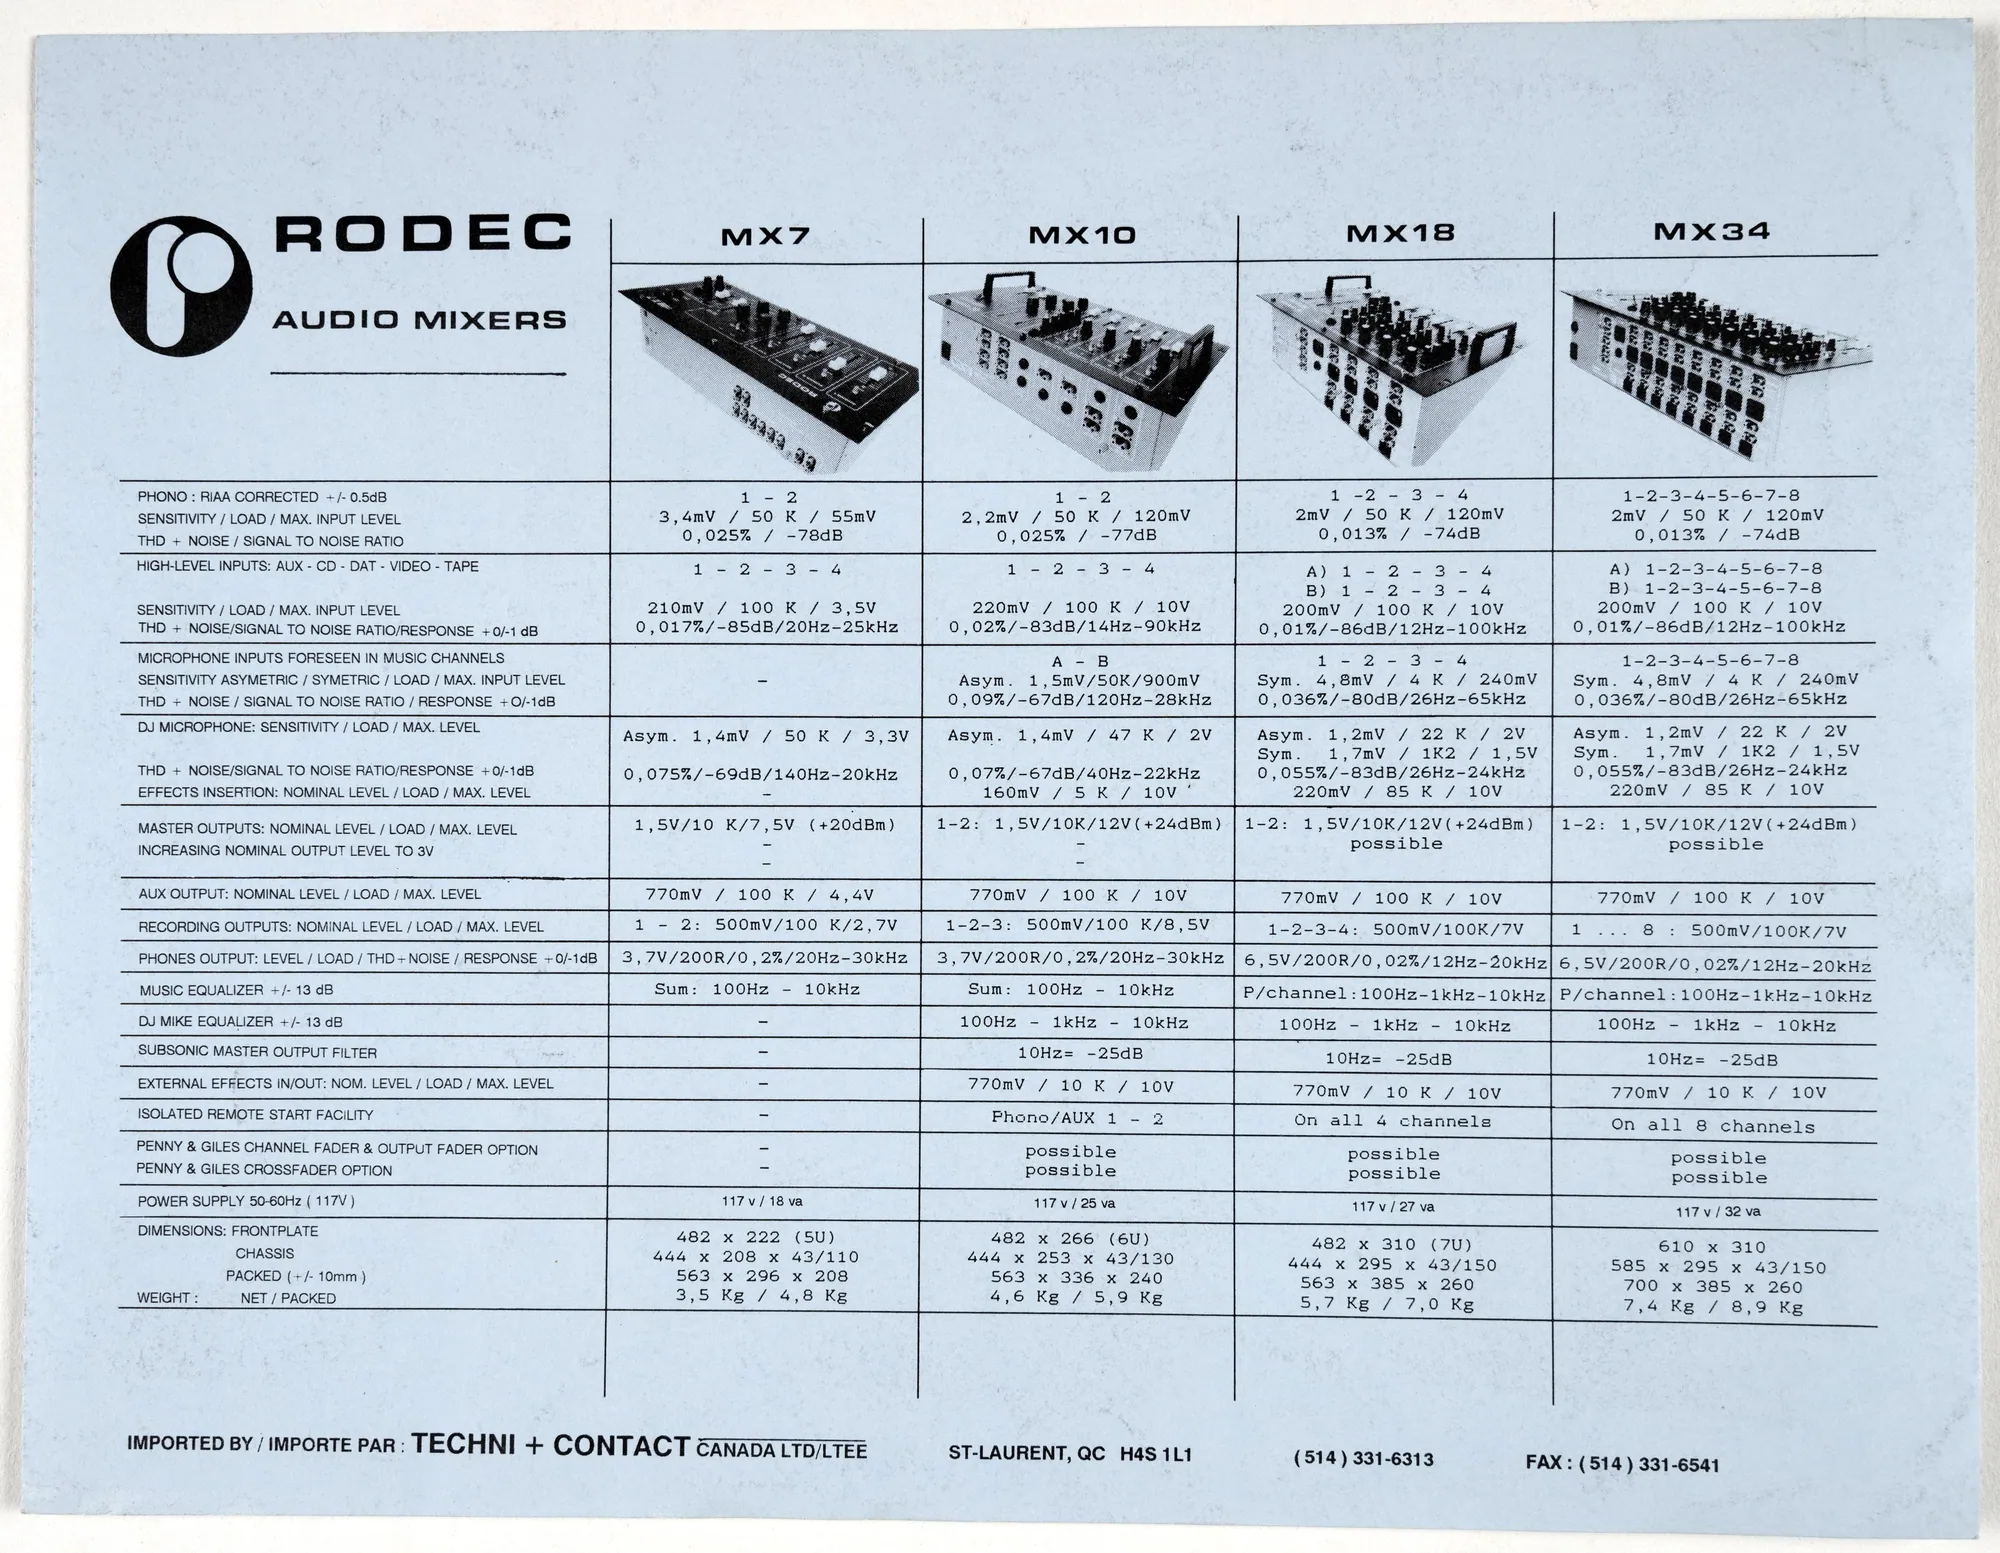 RODEC
AUDIO MIXERS
MX7 MX10 MX18 MX34
PHONO : RIAA CORRECTED +/- 0.5dB 1 - 2 1 - 2 1 -2 - 3 - 4 1-2-3-4-5-6-7-8
SENSITIVITY / LOAD / MAX. INPUT LEVEL 3,4mV / 50 K / 55mV 2,2mV / 50 K / 120mV 2mV / 50 K / 120mV 2mV / 50 K / 120mV
THD + NOISE / SIGNAL TO NOISE RATIO 0,025% / -78dB 0,025% / -77dB 0,013% / -74dB 0,013% / -74dB
HIGH-LEVEL INPUTS: AUX - CD - DAT - VIDEO - TAPE 1 - 2 - 3 - 4 1 - 2 - 3 - 4 A) 1 - 2 - 3 - 4 A) 1-2-3-4-5-6-7-8
B) 1 - 2 - 3 - 4 B) 1-2-3-4-5-6-7-8
SENSITIVITY / LOAD / MAX. INPUT LEVEL 210mV / 100 K / 3,5V 220mV / 100 K / 10V 200mV / 100 K / 10V 200mV / 100 K / 10V
THD + NOISE/SIGNAL TO NOISE RATIO/RESPONSE +0/-1 dB 0,017%/-85dB/20Hz-25kHz 0,02%/-83dB/14Hz-90kHz 0,01%/-86dB/12Hz-100kHz 0,01%/-86dB/12Hz-100kHz
MICROPHONE INPUTS FORESEEN IN MUSIC CHANNELS A - B 1 - 2 - 3 - 4 1-2-3-4-5-6-7-8
SENSITIVITY ASYMETRIC / SYMETRIC / LOAD / MAX. INPUT LEVEL - Asym. 1,5mV/50K/900mV Sym. 4,8mV / 4 K / 240mV Sym. 4,8mV / 4 K / 240mV
THD + NOISE / SIGNAL TO NOISE RATIO / RESPONSE +O/-1dB 0,09%/-67dB/120Hz-28kHz 0,036%/-80dB/26Hz-65kHz 0,036%/-80dB/26Hz-65kHz
DJ MICROPHONE: SENSITIVITY / LOAD / MAX. LEVEL Asym. 1,4mV / 50 K / 3,3V Asym. 1,4mV / 47 K / 2V Asym. 1,2mV / 22 K / 2V Asym. 1,2mV / 22 K / 2V
Sym. 1,7mV / 1K2 / 1,5V Sym. 1,7mV / 1K2 / 1,5V
THD + NOISE/SIGNAL TO NOISE RATIO/RESPONSE +0/-1dB 0,075%/-69dB/140Hz-20kHz 0,07%/-67dB/40Hz-22kHz 0,055%/-83dB/26Hz-24kHz 0,055%/-83dB/26Hz-24kHz
EFFECTS INSERTION: NOMINAL LEVEL / LOAD / MAX. LEVEL - 160mV / 5 K / 10V 220mV / 85 K / 10V 220mV / 85 K / 10V
MASTER OUTPUTS: NOMINAL LEVEL / LOAD / MAX. LEVEL 1,5V/10 K/7,5V (+20dBm) 1-2: 1,5V/10K/12V(+24dBm) 1-2: 1,5V/10K/12V(+24dBm) 1-2: 1,5V/10K/12V(+24dBm)
INCREASING NOMINAL OUTPUT LEVEL TO 3V - - possible possible
- -
AUX OUTPUT: NOMINAL LEVEL / LOAD / MAX. LEVEL 770mV / 100 K / 4,4V 770mV / 100 K / 10V 770mV / 100 K / 10V 770mV / 100 K / 10V
RECORDING OUTPUTS: NOMINAL LEVEL / LOAD / MAX. LEVEL 1 - 2: 500mV/100 K/2,7V 1-2-3: 500mV/100 K/8,5V 1-2-3-4: 500mV/100K/7V 1 ... 8 : 500mV/100K/7V
PHONES OUTPUT: LEVEL / LOAD / THD+NOISE / RESPONSE +0/-1dB 3,7V/200R/0,2%/20Hz-30kHz 3,7V/200R/0,2%/20Hz-30kHz 6,5V/200R/0,02%/12Hz-20kHz 6,5V/200R/0,02%/12Hz-20kHz
MUSIC EQUALIZER +/- 13 dB Sum: 100Hz - 10kHz Sum: 100Hz - 10kHz P/channel:100Hz-1kHz-10kHz P/channel:100Hz-1kHz-10kHz
DJ MIKE EQUALIZER +/- 13 dB - 100Hz - 1kHz - 10kHz 100Hz - 1kHz - 10kHz 100Hz - 1kHz - 10kHz
SUBSONIC MASTER OUTPUT FILTER - 10Hz= -25dB 10Hz= -25dB 10Hz= -25dB
EXTERNAL EFFECTS IN/OUT: NOM. LEVEL / LOAD / MAX. LEVEL - 770mV / 10 K / 10V 770mV / 10 K / 10V 770mV / 10 K / 10V
ISOLATED REMOTE START FACILITY - Phono/AUX 1 - 2 On all 4 channels On all 8 channels
PENNY & GILES CHANNEL FADER & OUTPUT FADER OPTION - possible possible possible
PENNY & GILES CROSSFADER OPTION - possible possible possible
POWER SUPPLY 50-60Hz ( 117V ) 117 v / 18 va 117 v / 25 va 117 v / 27 va 117 v / 32 va
DIMENSIONS: FRONTPLATE 482 x 222 (5U) 482 x 266 (6U) 482 x 310 (7U) 610 x 310
CHASSIS 444 x 208 x 43/110 444 x 253 x 43/130 444 x 295 x 43/150 585 x 295 x 43/150
PACKED ( +/- 10mm ) 563 x 296 x 208 563 x 336 x 240 563 x 385 x 260 700 x 385 x 260
WEIGHT : NET / PACKED 3,5 Kg / 4,8 Kg 4,6 Kg / 5,9 Kg 5,7 Kg / 7,0 Kg 7,4 Kg / 8,9 Kg
IMPORTED BY / IMPORTE PAR : TECHNI + CONTACT CANADA LTD/LTEE ST-LAURENT, QC H4S 1L1 ( 514 ) 331-6313 FAX : ( 514 ) 331-6541